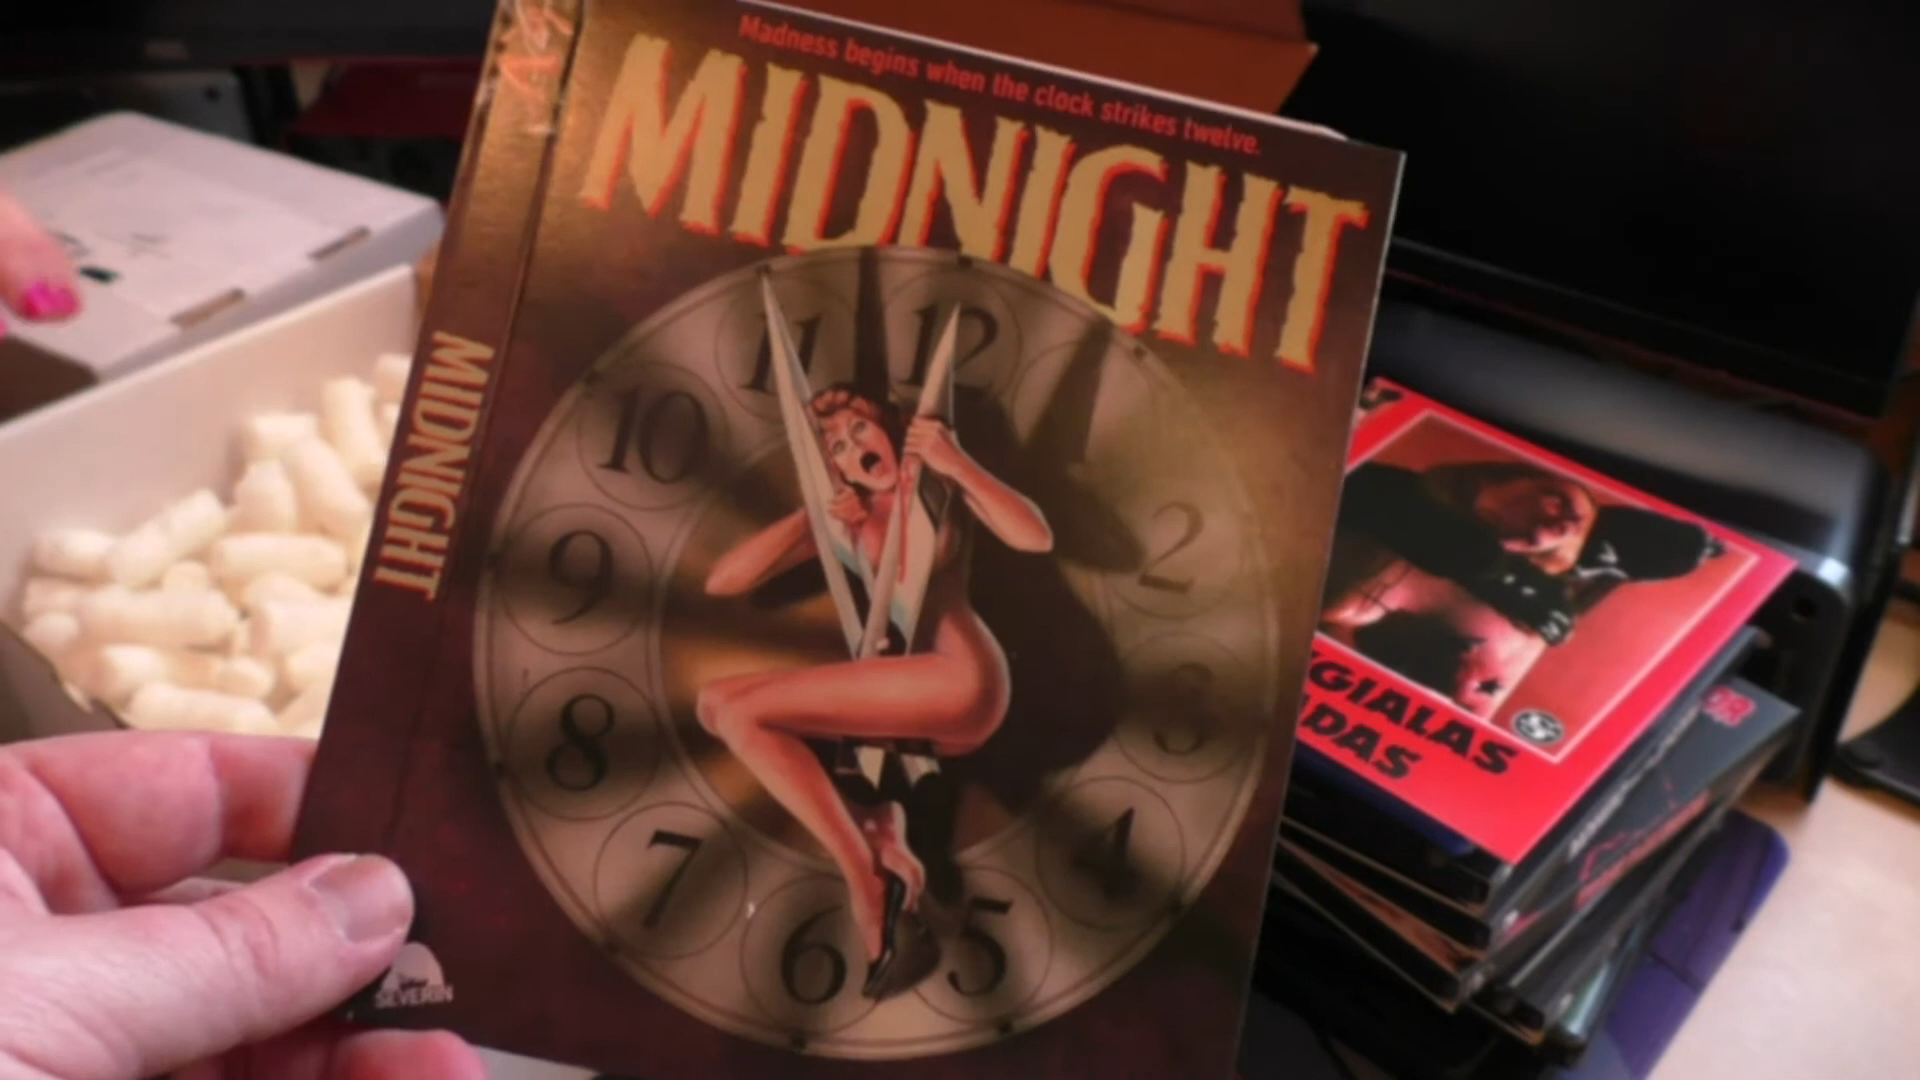 Madness begins when the clock strikes twelve.
MIDNIGHT
MIDNIGHT
11
12
10
2
9
3
8
4
7
6
5
SEVERIN
GIALAS
DAS